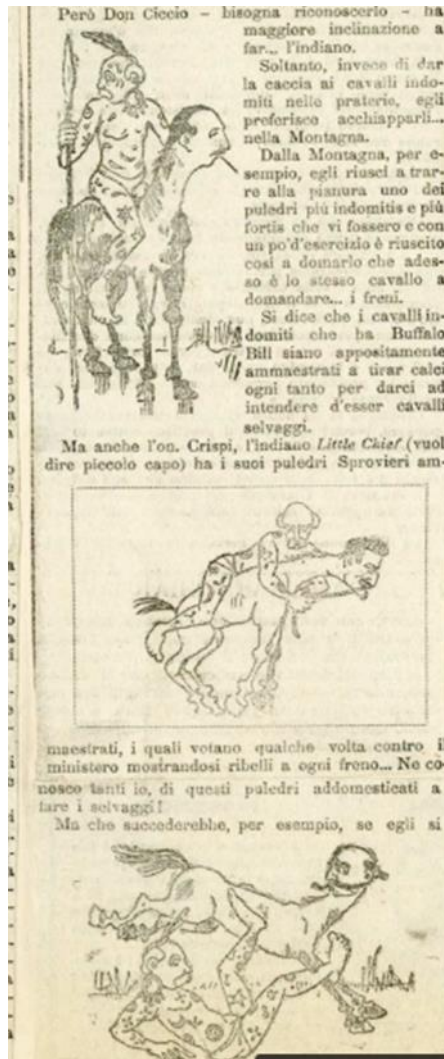 Però Don Ciccio – bisogna riconoscerlo – ha
maggiore inclinazione a
far... l'indiano.
Soltanto, invece di dar
la caccia ai cavalli indo-
miti nelle praterie, egli
preferisce acchiapparli...
nella Montagna.
Dalla Montagna, per e-
sempio, egli riuscì a trar-
re alla pianura uno dei
puledri più indomitis e più
fortis che vi fossero e con
un po'd'esercizio è riuscito
così a domarlo che ades-
so è lo stesso cavallo a
domandare... i freni.
Si dice che i cavalli in-
domiti che ha Buffalo
Bill siano appositamente
ammaestrati a tirar calci
ogni tanto per darci ad
intendere d'esser cavalli
selvaggi.
Ma anche l'on. Crispi, l'indiano Little Chief (vuol
dire piccolo capo) ha i suoi puledri Sprovieri am-
maestrati, i quali votano qualche volta contro il
ministero mostrandosi ribelli a ogni freno... Ne co-
nosco tanti io, di questi puledri addomesticati a
fare i selvaggi!
Ma che succederebbe, per esempio, se egli si